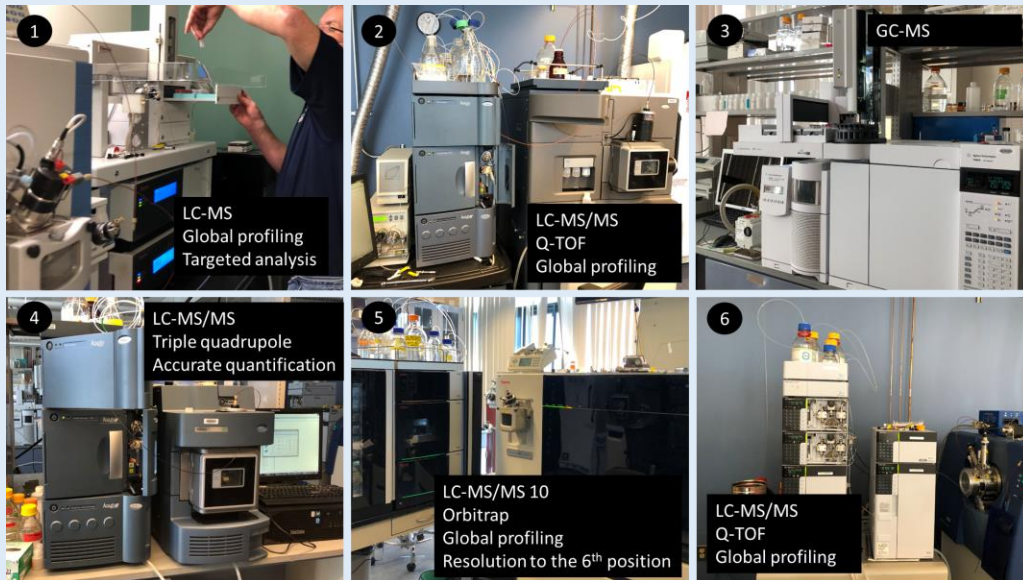 1
LC-MS
Global profiling
Targeted analysis
2
LC-MS/MS
Q-TOF
Global profiling
3
GC-MS
4
LC-MS/MS
Triple quadrupole
Accurate quantification
5
LC-MS/MS 10
Orbitrap
Global profiling
Resolution to the 6th position
6
LC-MS/MS
Q-TOF
Global profiling